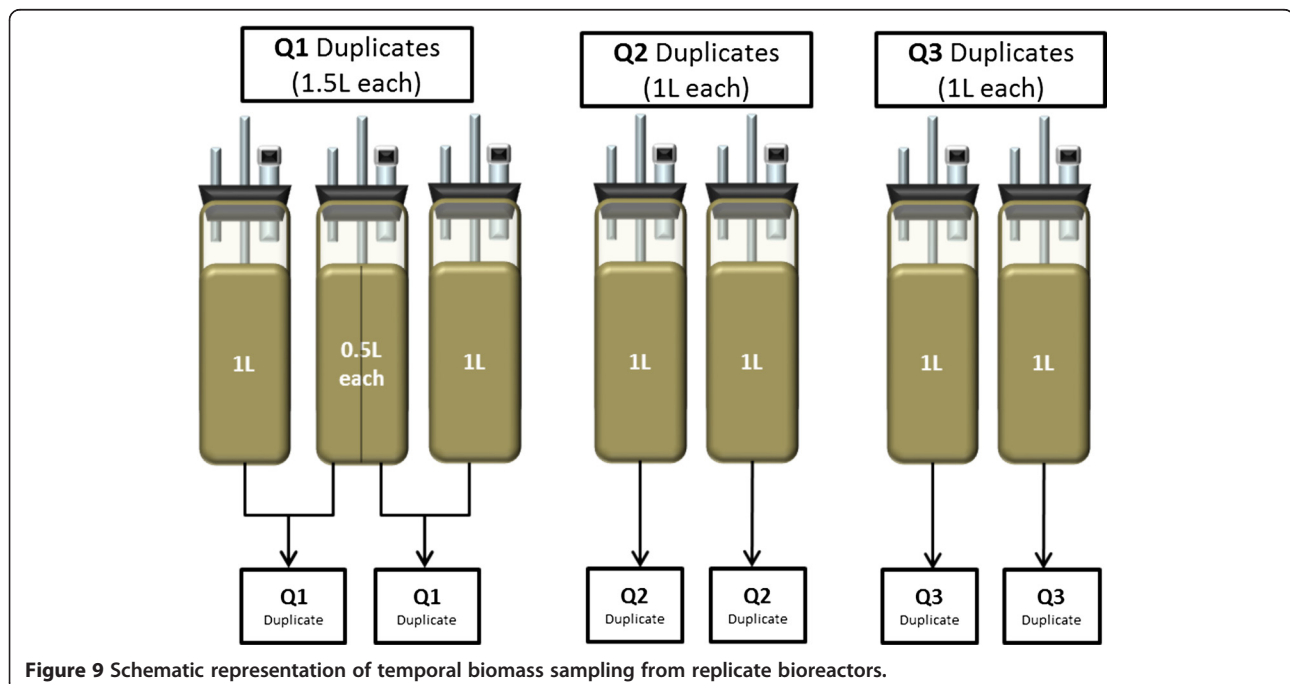 Q1 Duplicates
(1.5L each)
Q2 Duplicates
(1L each)
Q3 Duplicates
(1L each)
1L
0.5L
each
1L
1L
1L
1L
1L
Q1
Duplicate
Q1
Duplicate
Q2
Duplicate
Q2
Duplicate
Q3
Duplicate
Q3
Duplicate
Figure 9 Schematic representation of temporal biomass sampling from replicate bioreactors.